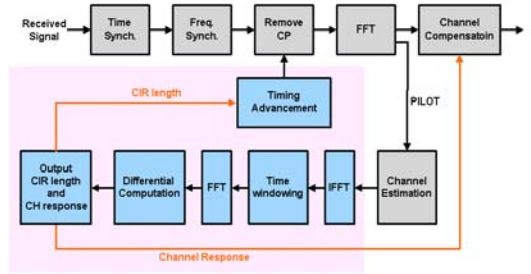 Received
Signal
Time
Synch.
Freq.
Synch.
Remove
CP
FFT
Channel
Compensatoin
CIR length
Timing
Advancement
PILOT
Output
CIR length
and
CH response
Differential
Computation
FFT
Time
windowing
IFFT
Channel
Estimation
Channel Response